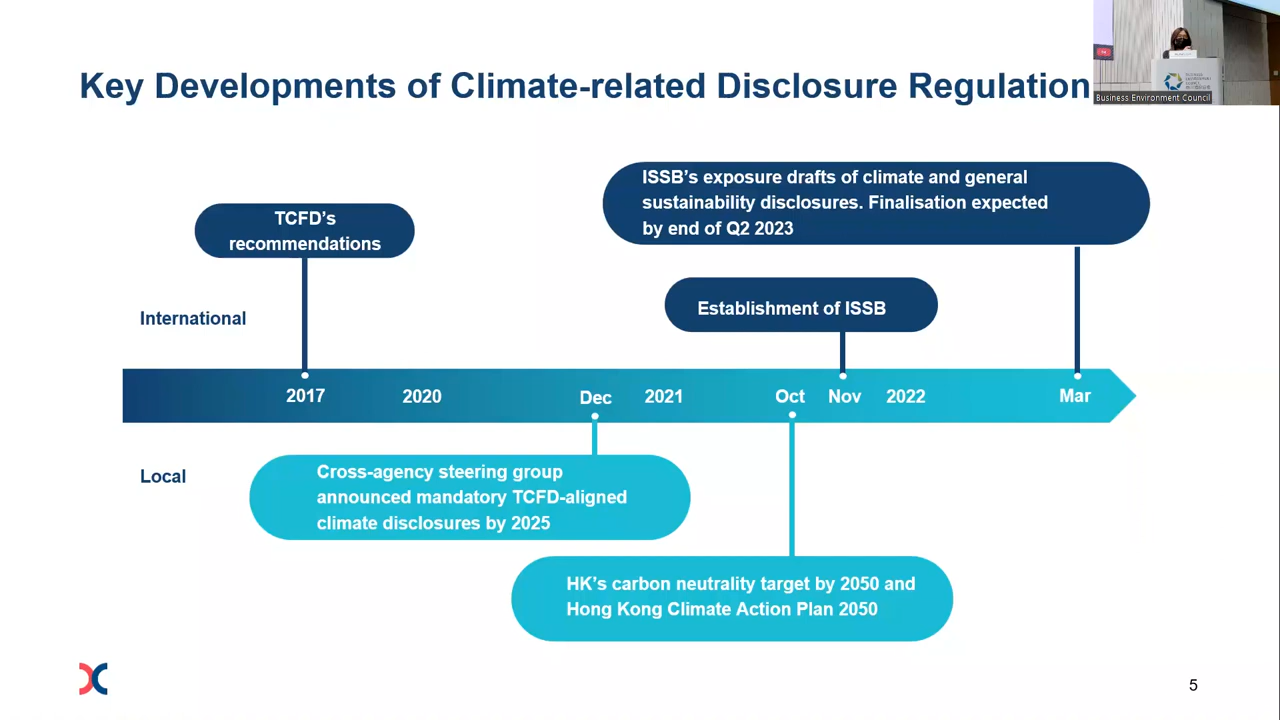 Key Developments of Climate-related Disclosure Regulation
Business Environment Council
ISSB's exposure drafts of climate and general
sustainability disclosures. Finalisation expected
by end of Q2 2023
TCFD's
recommendations
Establishment of ISSB
International
2017
2020
Dec
2021
Oct
Nov
2022
Mar
Local
Cross-agency steering group
announced mandatory TCFD-aligned
climate disclosures by 2025
HK's carbon neutrality target by 2050 and
Hong Kong Climate Action Plan 2050
5